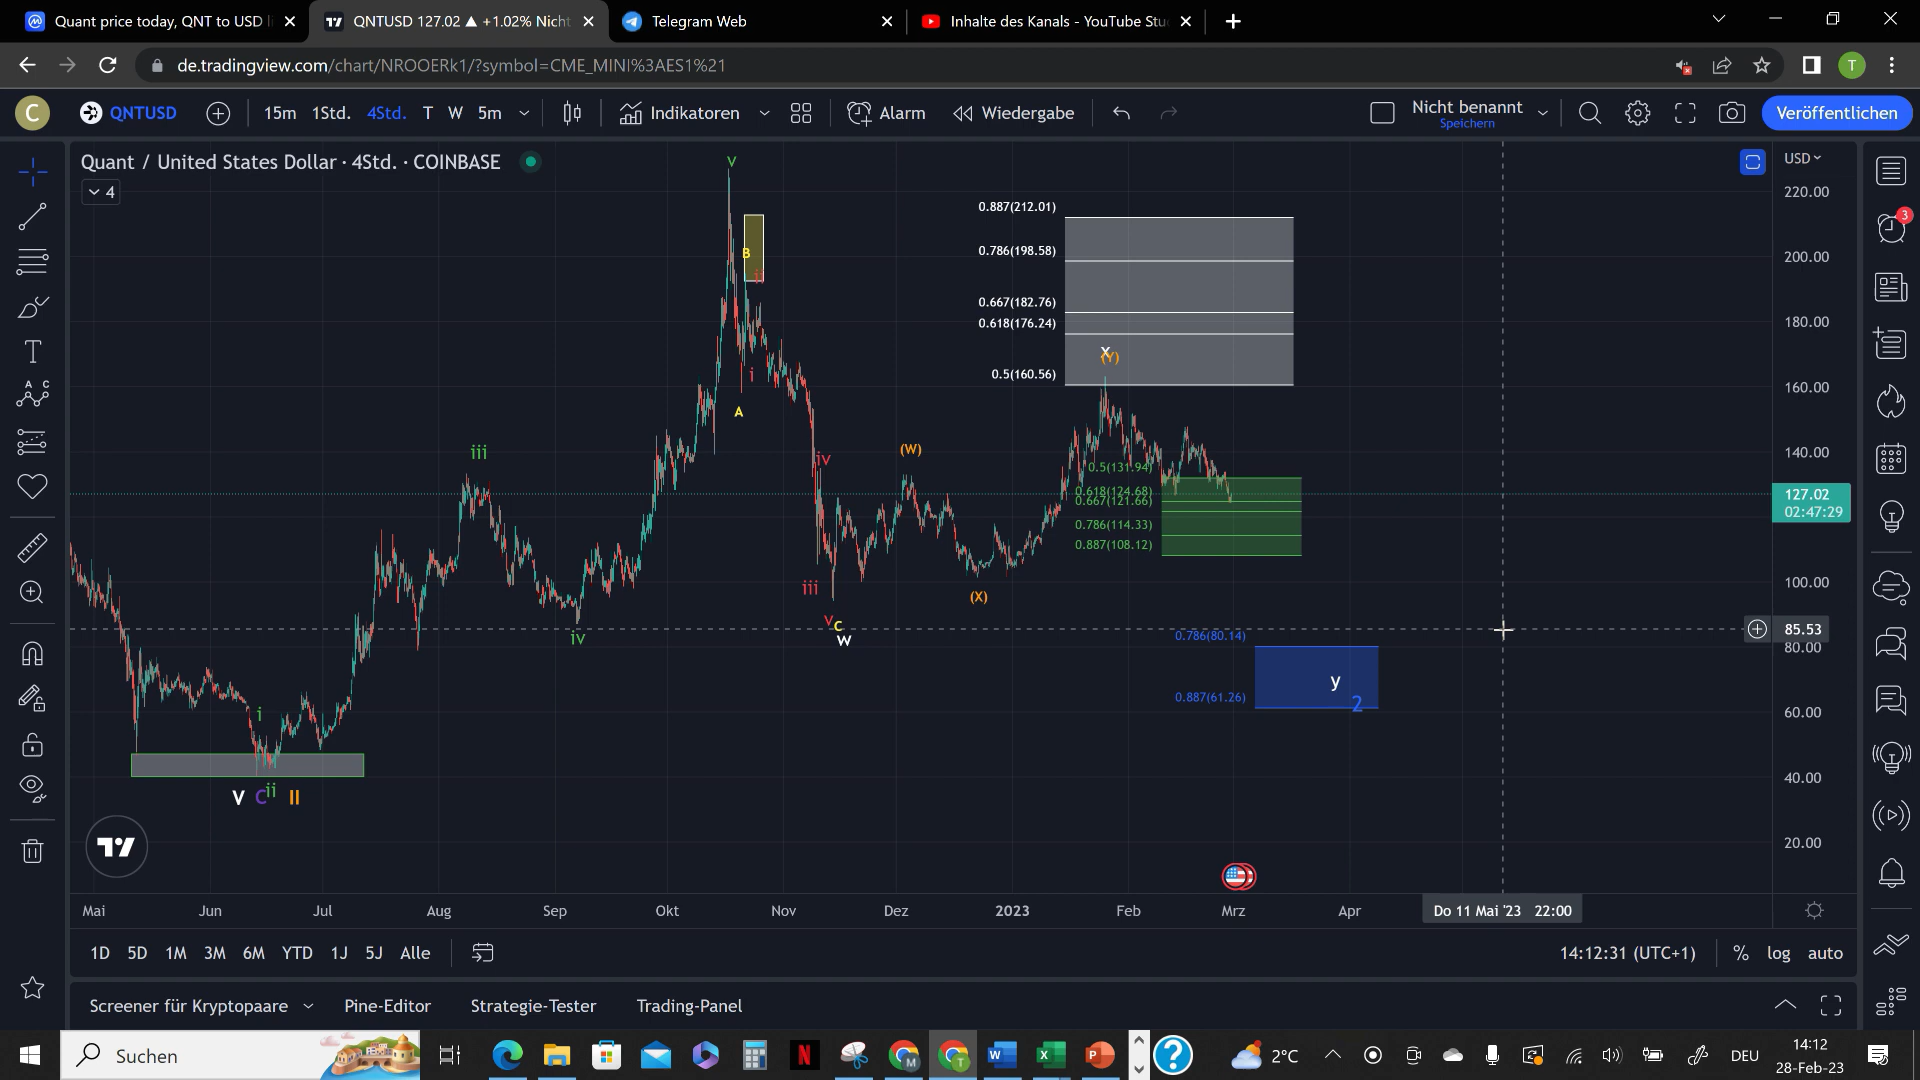 Quant price today, QNT to USD li
QNTUSD 127.02 ▲ +1.02% Nicht
Telegram Web
Inhalte des Kanals - YouTube Stu
de.tradingview.com/chart/NROOERk1/?symbol=CME_MINI%3AES1%21
T
C
QNTUSD
15m
1Std.
4Std.
T
W
5m
Indikatoren
Alarm
Wiedergabe
Nicht benannt
Speichern
Veröffentlichen
Quant / United States Dollar · 4Std. · COINBASE
4
USD
220.00
200.00
180.00
160.00
140.00
127.02
02:47:29
100.00
85.53
80.00
60.00
40.00
20.00
3
v
B
ii
i
A
iii
iv
iv
iii
v
c
W
(W)
(X)
X
(Y)
0.887(212.01)
0.786(198.58)
0.667(182.76)
0.618(176.24)
0.5(160.56)
0.5(131.94)
0.618(124.68)
0.667(121.66)
0.786(114.33)
0.887(108.12)
0.786(80.14)
0.887(61.26)
y
2
i
V
C
ii
II
Mai
Jun
Jul
Aug
Sep
Okt
Nov
Dez
2023
Feb
Mrz
Apr
Do 11 Mai '23 22:00
1D
5D
1M
3M
6M
YTD
1J
5J
Alle
14:12:31 (UTC+1)
%
log
auto
Screener für Kryptopaare
Pine-Editor
Strategie-Tester
Trading-Panel
Suchen
2°C
DEU
14:12
28-Feb-23